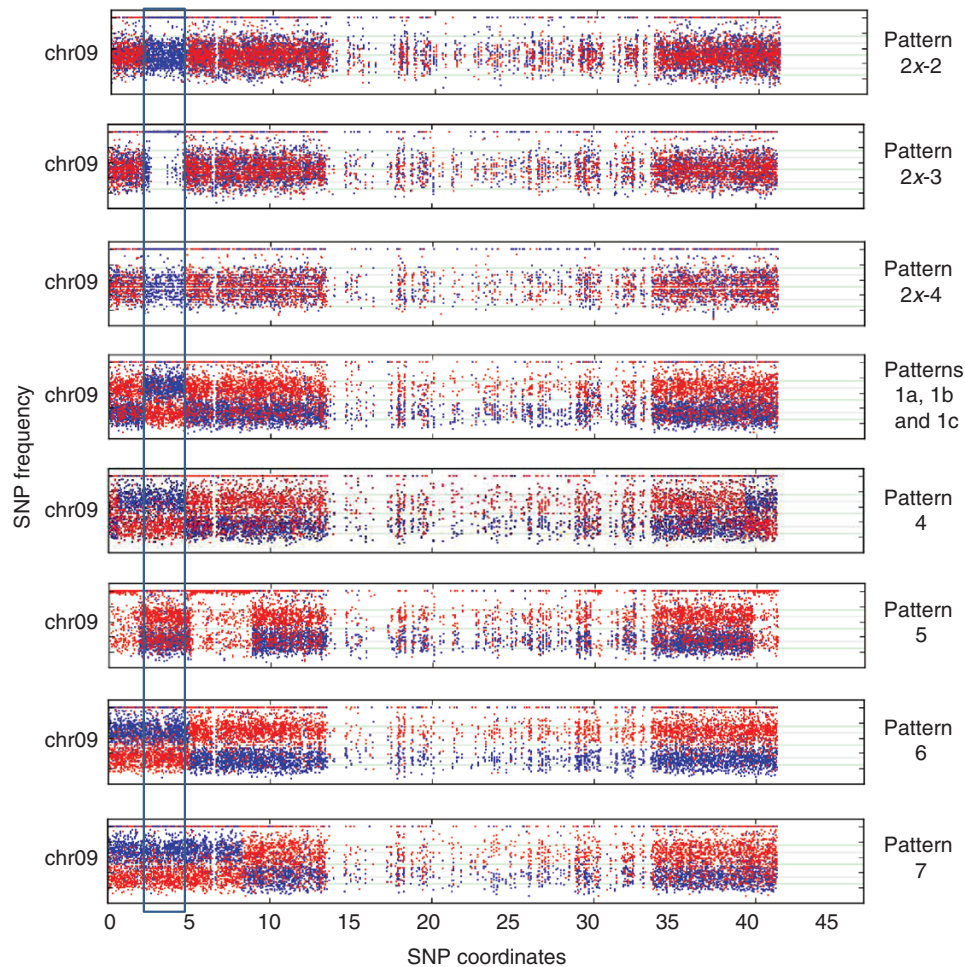 chr09
Pattern
2x-2
chr09
Pattern
2x-3
chr09
Pattern
2x-4
chr09
Patterns
1a, 1b
and 1c
SNP frequency
chr09
Pattern
4
chr09
Pattern
5
chr09
Pattern
6
chr09
Pattern
7
0 5 10 15 20 25 30 35 40 45
SNP coordinates